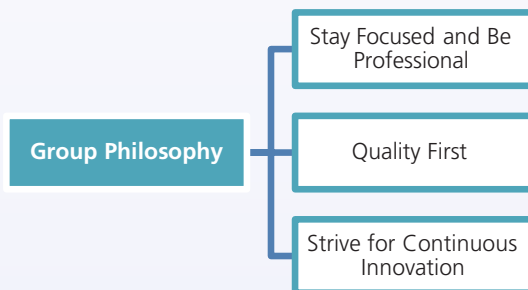 Group Philosophy
Stay Focused and Be
Professional
Quality First
Strive for Continuous
Innovation